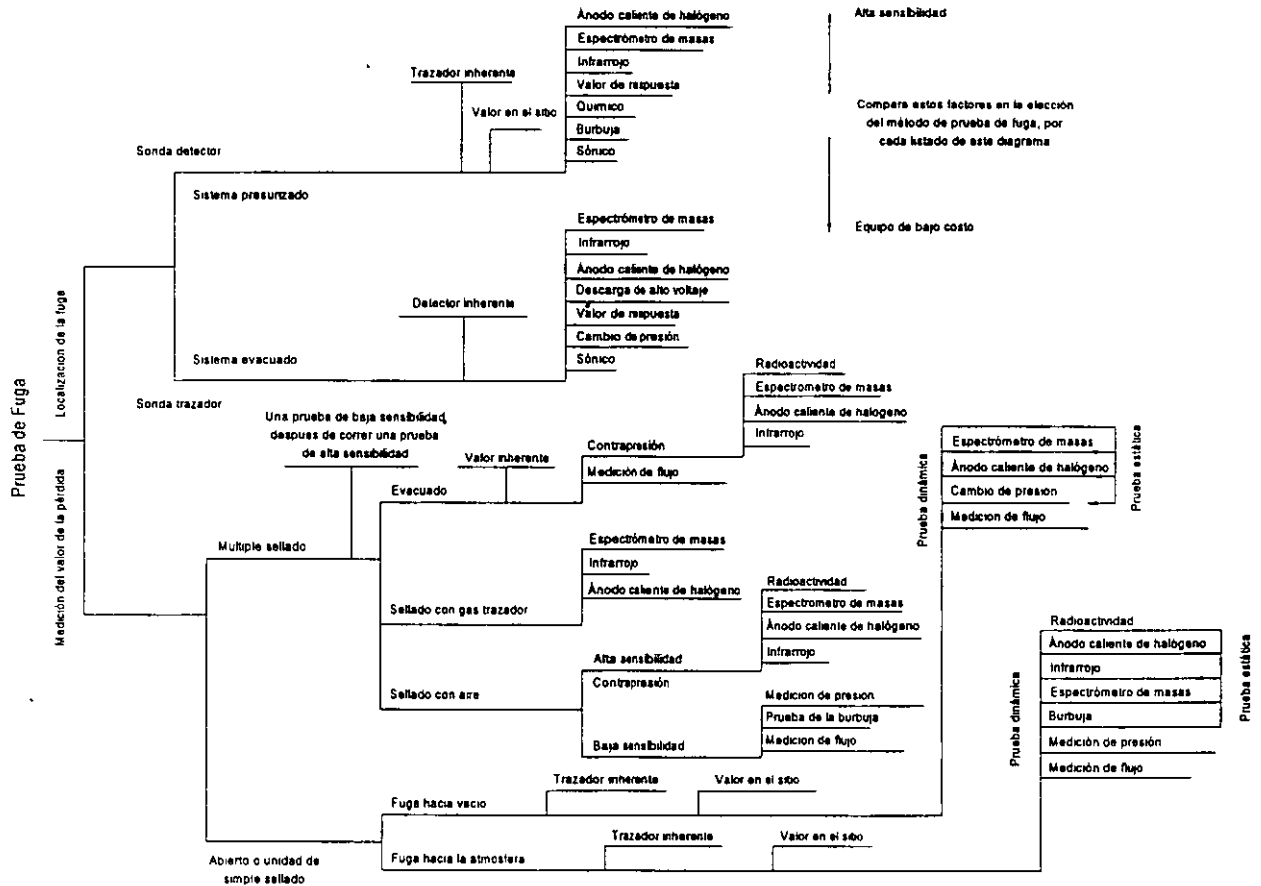 Ánodo caliente de halógeno
Espectrómetro de masas
Infrarrojo
Valor de respuesta
Químico
Burbuja
Sónico
Trazador inherente
Valor en el sitio
Sonda detector
Sistema presurizado
Alta sensibilidad
Compare estos factores en la elección
del método de prueba de fuga, por
cada listado de este diagrama
Equipo de bajo costo
Espectrómetro de masas
Infrarrojo
Ánodo caliente de halógeno
Descarga de alto voltaje
Valor de respuesta
Cambio de presión
Sónico
Detector inherente
Sistema evacuado
Sonda trazador
Prueba de Fuga
Localización de la fuga
Medición del valor de la pérdida
Una prueba de baja sensibilidad,
despues de correr una prueba
de alta sensibilidad
Valor inherente
Evacuado
Contrapresión
Medición de flujo
Radioactividad
Espectrometro de masas
Ánodo caliente de halogeno
Infrarrojo
Multiple sellado
Espectrómetro de masas
Infrarrojo
Ánodo caliente de halógeno
Sellado con gas trazador
Sellado con aire
Alta sensibilidad
Contrapresión
Baja sensibilidad
Radioactividad
Espectrometro de masas
Ánodo caliente de halógeno
Infrarrojo
Medición de presion
Prueba de la burbuja
Medicion de flujo
Prueba dinámica
Espectrómetro de masas
Ánodo caliente de halógeno
Cambio de presion
Medicion de flujo
Prueba estática
Prueba dinámica
Radioactividad
Ánodo caliente de halógeno
Infrarrojo
Espectrómetro de masas
Burbuja
Medición de presión
Medición de flujo
Prueba estática
Abierto o unidad de
simple sellado
Fuga hacia vacio
Trazador inherente
Valor en el sitio
Fuga hacia la atmosfera
Trazador inherente
Valor en el sitio